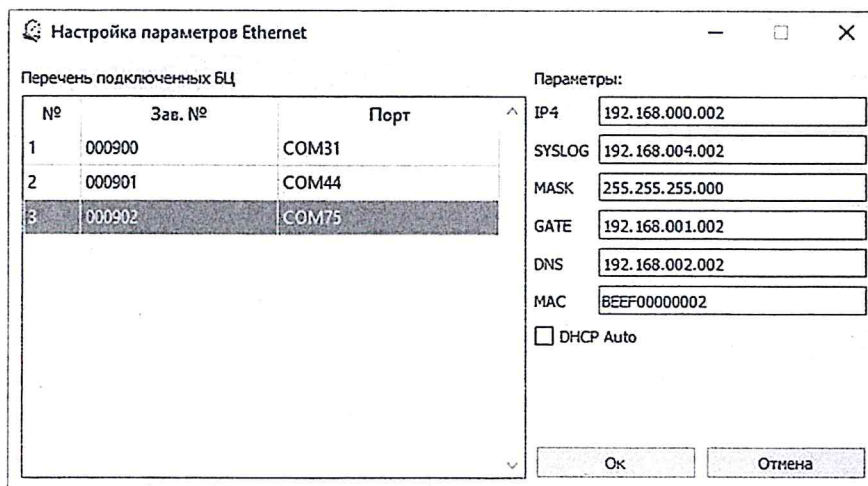 Настройка параметров Ethernet
Перечень подключенных БЦ
№ Зав. № Порт
1 000900 COM31
2 000901 COM44
3 000902 COM75
Параметры:
IP4 192.168.000.002
SYSLOG 192.168.004.002
MASK 255.255.255.000
GATE 192.168.001.002
DNS 192.168.002.002
MAC BEEF00000002
DHCP Auto
Ок Отмена